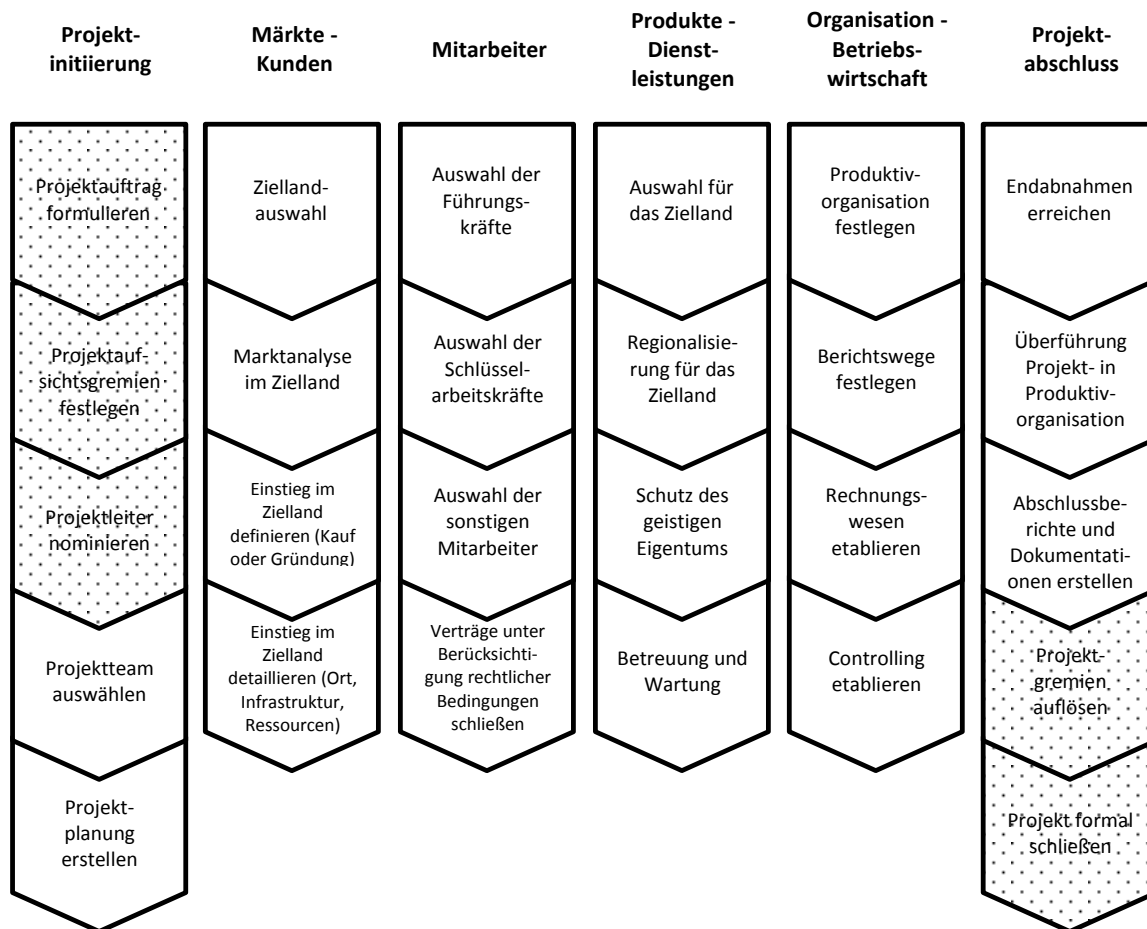 Projekt-
initiierung
Märkte -
Kunden
Mitarbeiter
Produkte -
Dienst-
leistungen
Organisation -
Betriebs-
wirtschaft
Projekt-
abschluss
Projektauftrag
formulieren
Projektauf-
sichtsgremien
festlegen
Projektleiter
nominieren
Projektteam
auswählen
Projekt-
planung
erstellen
Zielland-
auswahl
Marktanalyse
im Zielland
Einstieg im
Zielland
definieren (Kauf
oder Gründung)
Einstieg im
Zielland
detaillieren (Ort,
Infrastruktur,
Ressourcen)
Auswahl der
Führungs-
kräfte
Auswahl der
Schlüssel-
arbeitskräfte
Auswahl der
sonstigen
Mitarbeiter
Verträge unter
Berücksichti-
gung rechtlicher
Bedingungen
schließen
Auswahl für
das Zielland
Regionalisie-
rung für das
Zielland
Schutz des
geistigen
Eigentums
Betreuung und
Wartung
Produktiv-
organisation
festlegen
Berichtswege
festlegen
Rechnungs-
wesen
etablieren
Controlling
etablieren
Endabnahmen
erreichen
Überführung
Projekt- in
Produktiv-
organisation
Abschlussbe-
richte und
Dokumentati-
onen erstellen
Projekt-
gremien
auflösen
Projekt formal
schließen